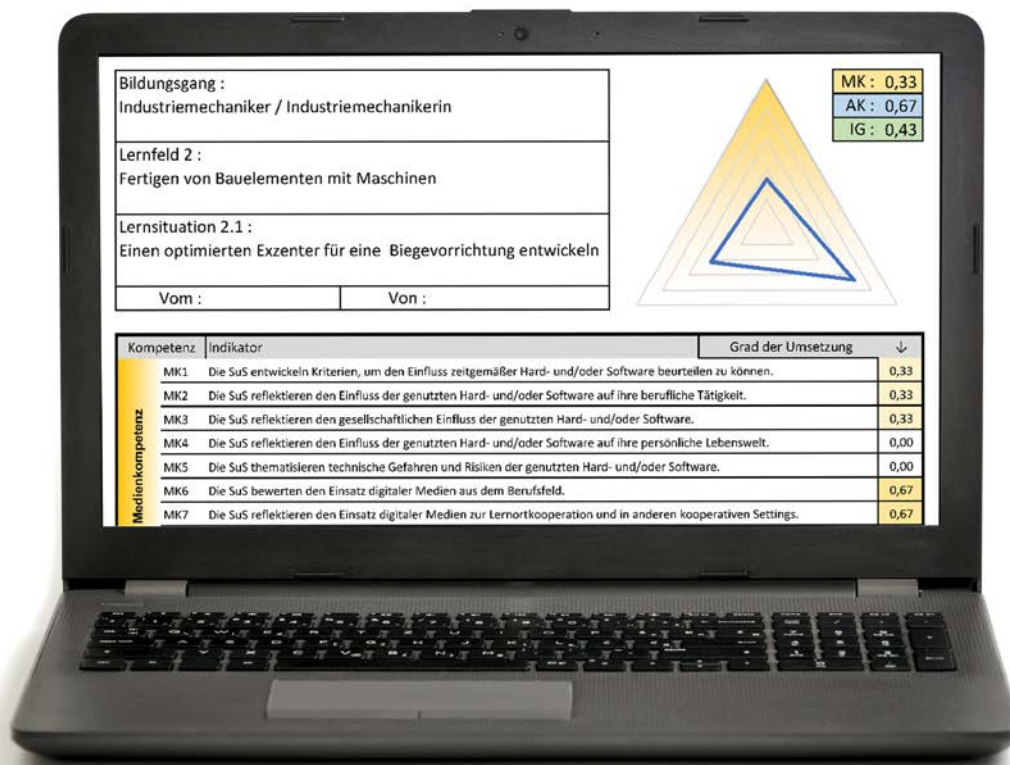 Bildungsgang :
Industriemechaniker / Industriemechanikerin
Lernfeld 2 :
Fertigen von Bauelementen mit Maschinen
Lernsituation 2.1 :
Einen optimierten Exzenter für eine Biegevorrichtung entwickeln
Vom : Von :
MK : 0,33
AK : 0,67
IG : 0,43
Kompetenz Indikator Grad der Umsetzung ↓
Medienkompetenz
MK1 Die SuS entwickeln Kriterien, um den Einfluss zeitgemäßer Hard- und/oder Software beurteilen zu können. 0,33
MK2 Die SuS reflektieren den Einfluss der genutzten Hard- und/oder Software auf ihre berufliche Tätigkeit. 0,33
MK3 Die SuS reflektieren den gesellschaftlichen Einfluss der genutzten Hard- und/oder Software. 0,33
MK4 Die SuS reflektieren den Einfluss der genutzten Hard- und/oder Software auf ihre persönliche Lebenswelt. 0,00
MK5 Die SuS thematisieren technische Gefahren und Risiken der genutzten Hard- und/oder Software. 0,00
MK6 Die SuS bewerten den Einsatz digitaler Medien aus dem Berufsfeld. 0,67
MK7 Die SuS reflektieren den Einsatz digitaler Medien zur Lernortkooperation und in anderen kooperativen Settings. 0,67